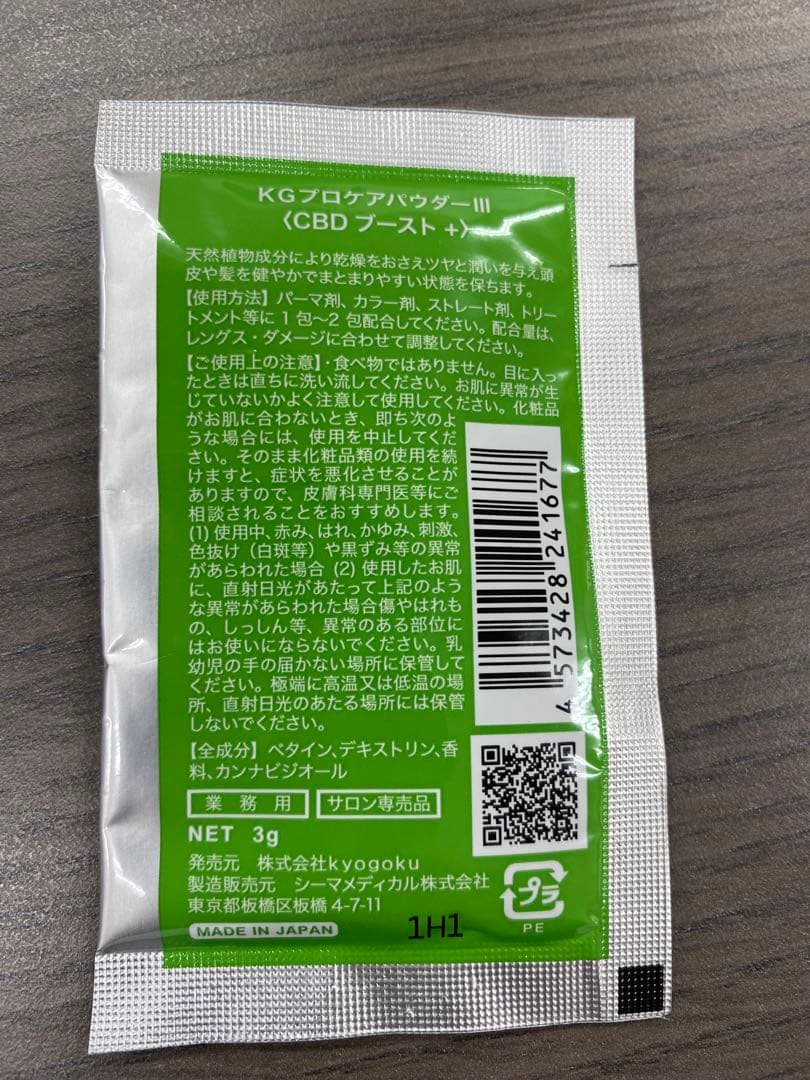 KGプロケアパウダーIII
〈CBD ブースト +〉
天然植物成分により乾燥をおさえツヤと潤いを与え頭
皮や髪を健やかでまとまりやすい状態を保ちます。
【使用方法】パーマ剤、カラー剤、ストレート剤、トリー
トメント等に 1 包～2 包配合してください。配合量は、
レングス・ダメージに合わせて調整してください。
【ご使用上の注意】・食べ物ではありません。目に入っ
たときは直ちに洗い流してください。お肌に異常が生
じていないかよく注意して使用してください。化粧品
がお肌に合わないとき、即ち次のよ
うな場合には、使用を中止してくだ
さい。そのまま化粧品類の使用を続
けますと、症状を悪化させることが
ありますので、皮膚科専門医等にご
相談されることをおすすめします。
(1) 使用中、赤み、はれ、かゆみ、刺激、
色抜け（白斑等）や黒ずみ等の異常
があらわれた場合 (2) 使用したお肌
に、直射日光があたって上記のよう
な異常があらわれた場合傷やはれも
の、しっしん等、異常のある部位に
はお使いにならないでください。乳
幼児の手の届かない場所に保管して
ください。極端に高温又は低温の場
所、直射日光のあたる場所には保管
しないでください。
【全成分】ベタイン、デキストリン、香
料、カンナビジオール
業務用 サロン専売品
NET 3g
発売元 株式会社kyogoku
製造販売元 シーマメディカル株式会社
東京都板橋区板橋 4-7-11
MADE IN JAPAN
1H1
4 573428 241677
プラ
PE